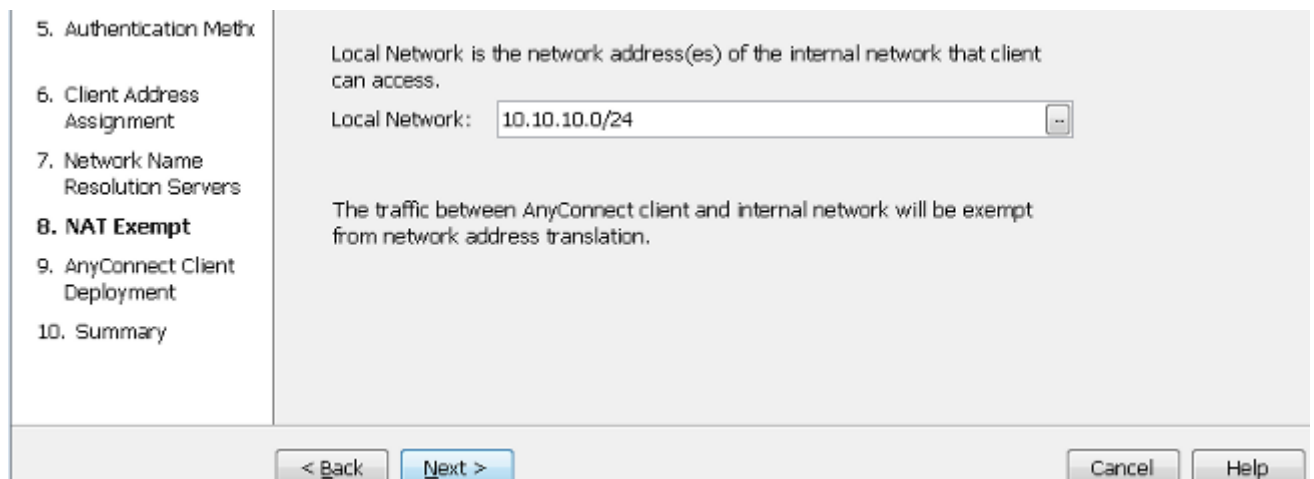 5. Authentication Metho
6. Client Address
Assignment
7. Network Name
Resolution Servers
8. NAT Exempt
9. AnyConnect Client
Deployment
10. Summary
Local Network is the network address(es) of the internal network that client
can access.
Local Network: 10.10.10.0/24
The traffic between AnyConnect client and internal network will be exempt
from network address translation.
< Back Next > Cancel Help